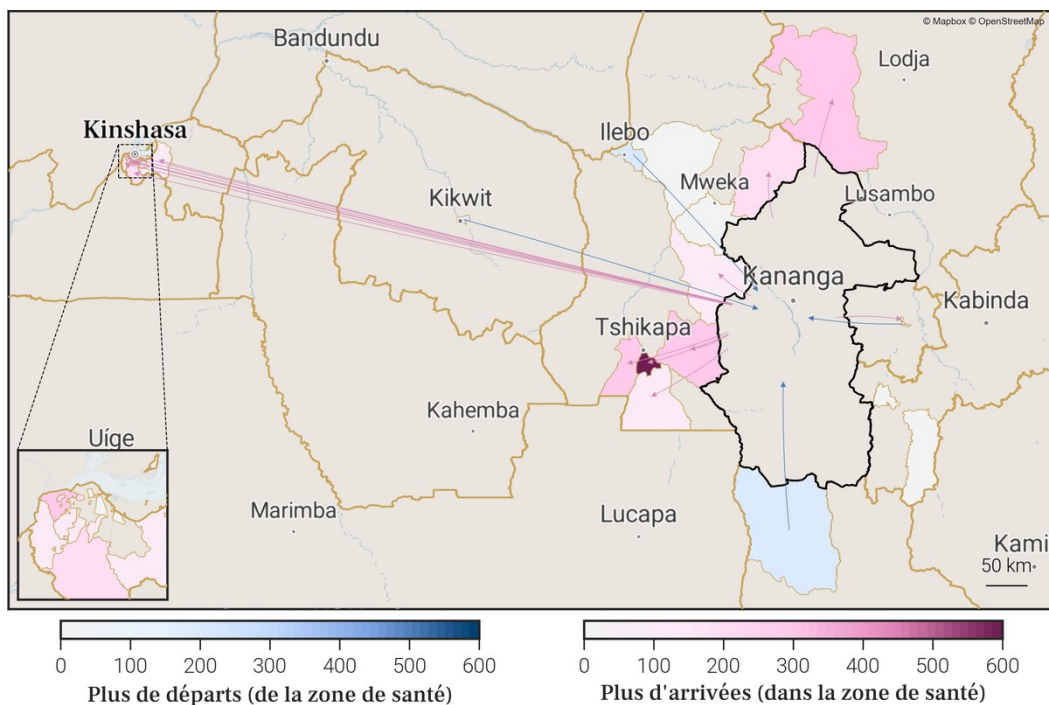 © Mapbox © OpenStreetMap
Bandundu
Lodja
Kinshasa
Ilebo
Mweka
Lusambo
Kikwit
Kananga
Kabinda
Tshikapa
Kahemba
Uíge
Marimba
Lucapa
Kami
50 km
0 100 200 300 400 500 600
Plus de départs (de la zone de santé)
0 100 200 300 400 500 600
Plus d'arrivées (dans la zone de santé)